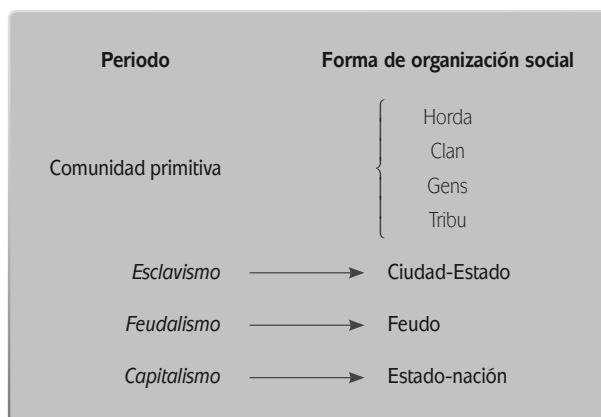 Periodo Forma de organización social
Horda
Clan
Comunidad primitiva
Gens
Tribu
Esclavismo Ciudad-Estado
Feudalismo Feudo
Capitalismo Estado-nación